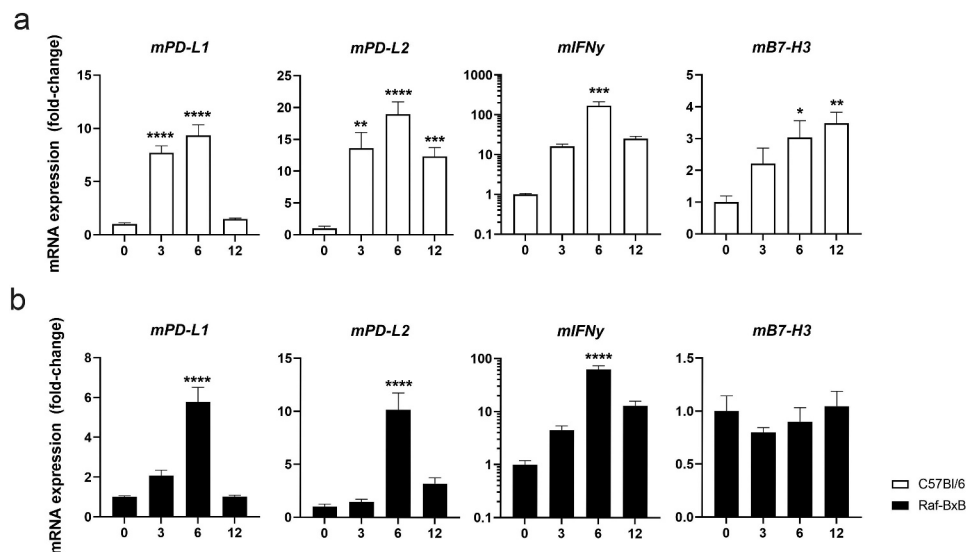 a
mPD-L1
mPD-L2
mIFNy
mB7-H3
mRNA expression (fold-change)
15
10
5
0
**** ****
0 3 6 12
25
20
15
10
5
0
** **** ***
0 3 6 12
1000
100
10
1
0.1
***
0 3 6 12
5
4
3
2
1
0
* **
0 3 6 12
b
mPD-L1
mPD-L2
mIFNy
mB7-H3
mRNA expression (fold-change)
8
6
4
2
0
****
0 3 6 12
15
10
5
0
****
0 3 6 12
100
10
1
0.1
****
0 3 6 12
1.5
1.0
0.5
0.0
0 3 6 12
C57Bl/6
Raf-BxB